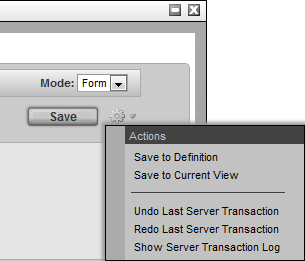 Mode: Form
Save
Actions
Save to Definition
Save to Current View
Undo Last Server Transaction
Redo Last Server Transaction
Show Server Transaction Log